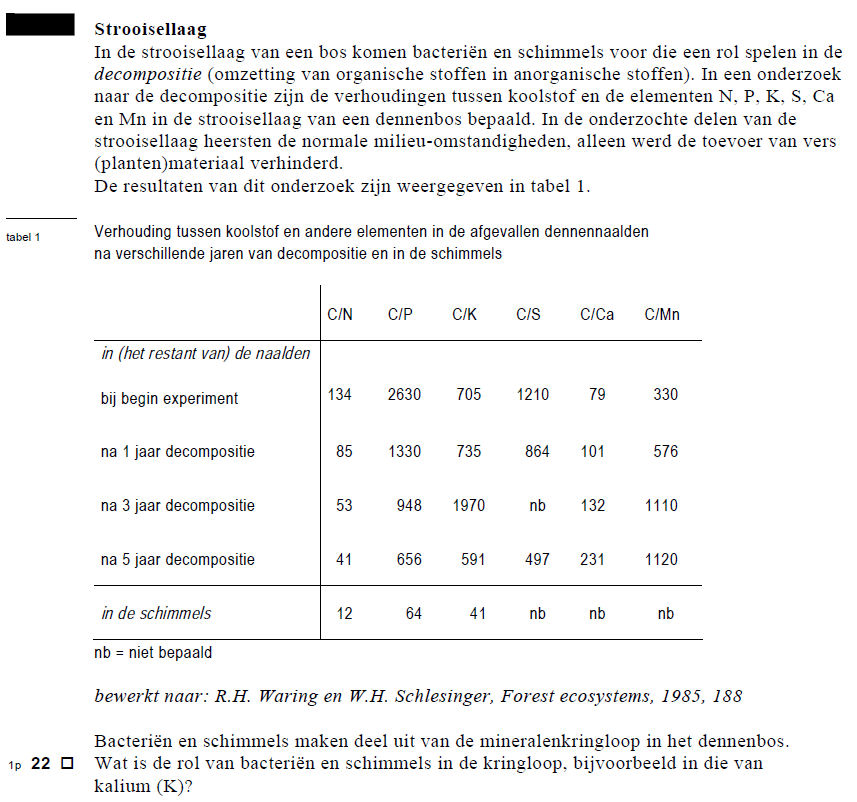 Strooisellaag
In de strooisellaag van een bos komen bacteriën en schimmels voor die een rol spelen in de
decompositie (omzetting van organische stoffen in anorganische stoffen). In een onderzoek
naar de decompositie zijn de verhoudingen tussen koolstof en de elementen N, P, K, S, Ca
en Mn in de strooisellaag van een dennenbos bepaald. In de onderzochte delen van de
strooisellaag heersten de normale milieu-omstandigheden, alleen werd de toevoer van vers
(planten)materiaal verhinderd.
De resultaten van dit onderzoek zijn weergegeven in tabel 1.
tabel 1
Verhouding tussen koolstof en andere elementen in de afgevallen dennennaalden
na verschillende jaren van decompositie en in de schimmels
C/N C/P C/K C/S C/Ca C/Mn
in (het restant van) de naalden
bij begin experiment 134 2630 705 1210 79 330
na 1 jaar decompositie 85 1330 735 864 101 576
na 3 jaar decompositie 53 948 1970 nb 132 1110
na 5 jaar decompositie 41 656 591 497 231 1120
in de schimmels 12 64 41 nb nb nb
nb = niet bepaald
bewerkt naar: R.H. Waring en W.H. Schlesinger, Forest ecosystems, 1985, 188
Bacteriën en schimmels maken deel uit van de mineralenkringloop in het dennenbos.
1p 22 Wat is de rol van bacteriën en schimmels in de kringloop, bijvoorbeeld in die van
kalium (K)?